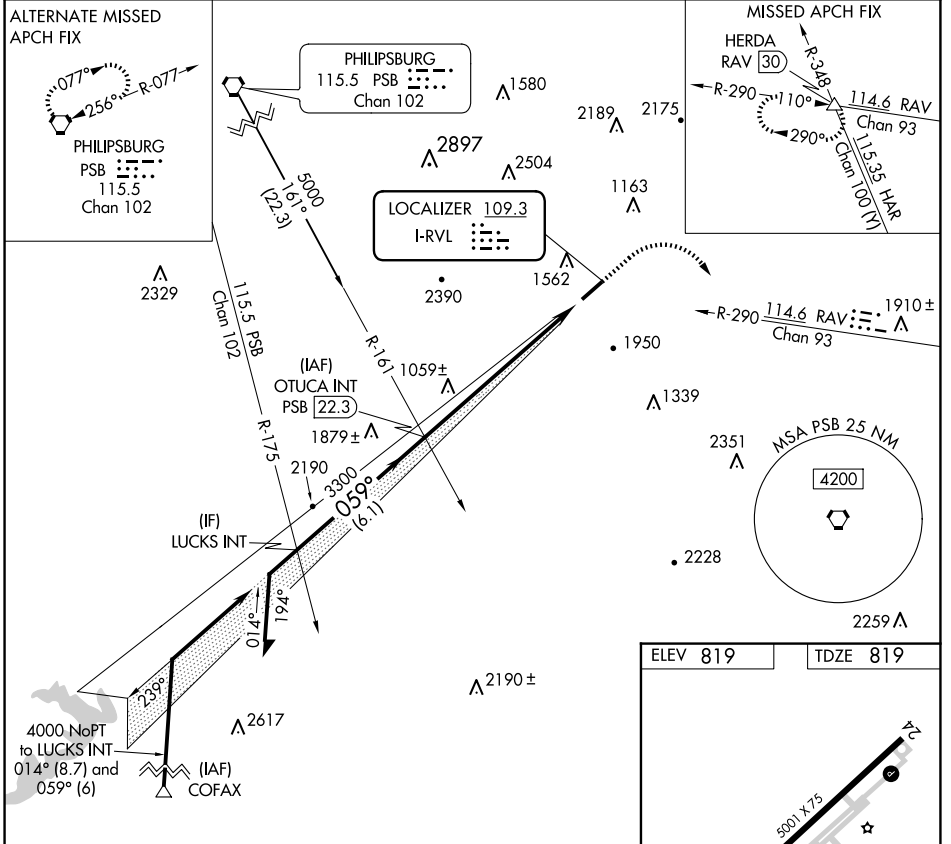 ALTERNATE MISSED
APCH FIX
077°
256°
R-077
PHILIPSBURG
PSB
115.5
Chan 102
PHILIPSBURG
115.5 PSB
Chan 102
MISSED APCH FIX
HERDA
RAV 30
R-348
R-290
110°
290°
114.6 RAV
Chan 93
115.35 HAR
Chan 100 (Y)
1580
2189
2175
2897
2504
1163
5000
161°
(22.3)
LOCALIZER 109.3
I-RVL
2329
2390
1562
115.5 PSB
Chan 102
R-161
R-290
114.6 RAV
Chan 93
1910±
1950
(IAF)
OTUCA INT
PSB 22.3
1059±
1339
1879±
R-175
2351
MSA PSB 25 NM
4200
2190
3300
059°
(6.1)
(IF)
LUCKS INT
2228
014°
194°
2259
239°
2190±
2617
4000 NoPT
to LUCKS INT
014° (8.7) and
059° (6)
(IAF)
COFAX
ELEV 819
TDZE 819
24
P
5001 X 75